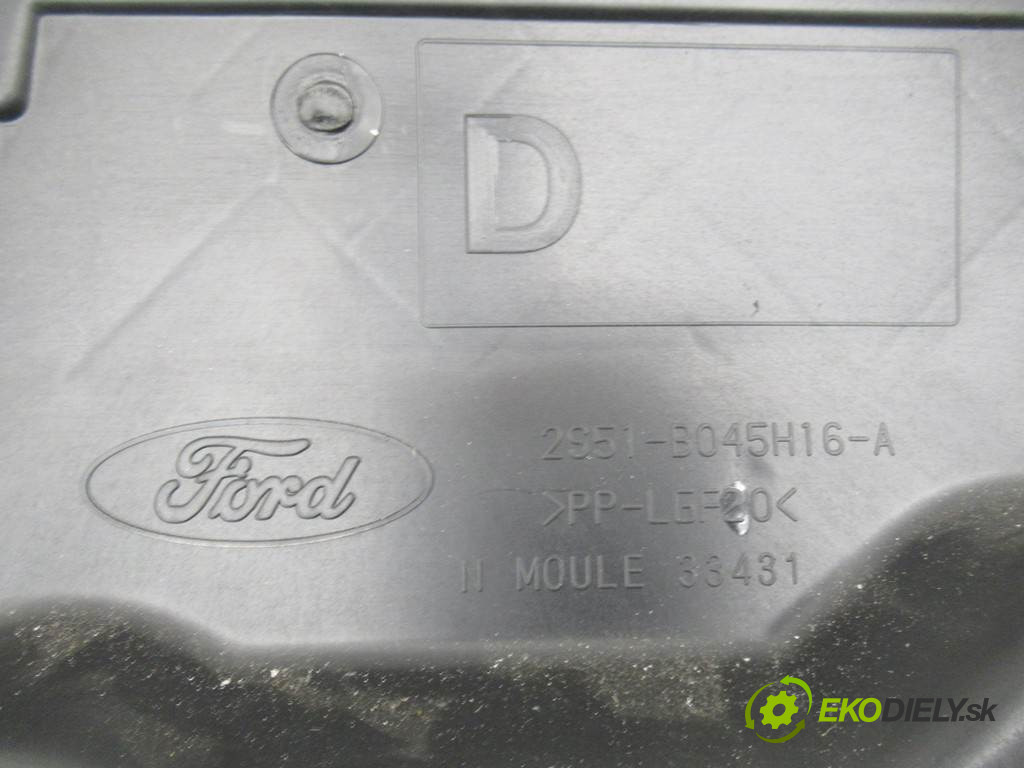 D
Ford
2S51-B045H16-A
>PP-LGF20<
N MOULE 33431
EKODIELY.sk